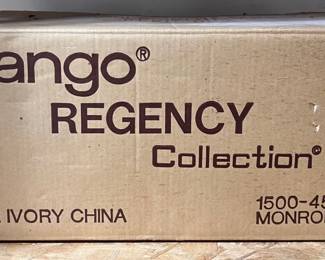 ango®
REGENCY
Collection©
IVORY CHINA
1500-45
MONRO